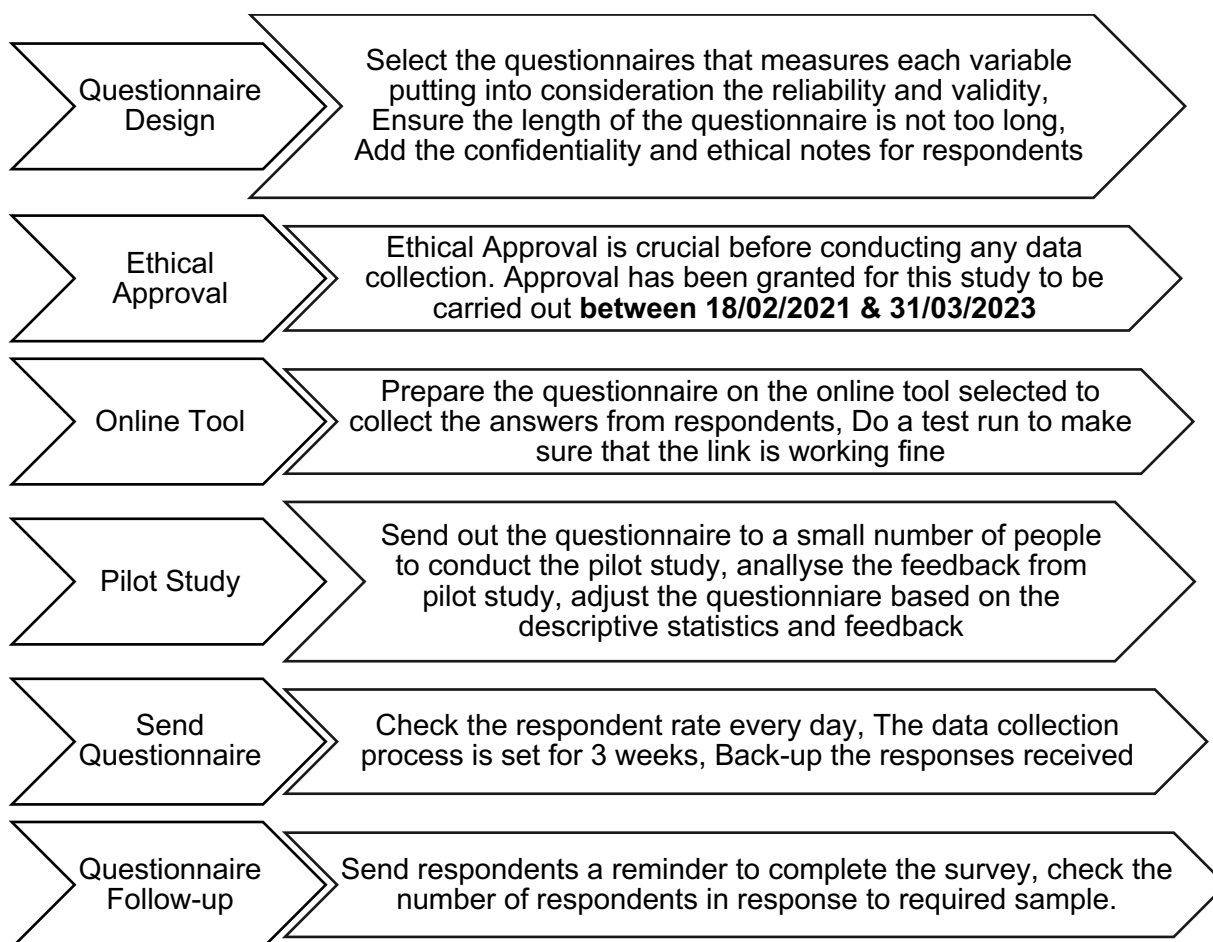 Questionnaire
Design
Select the questionnaires that measures each variable
putting into consideration the reliability and validity,
Ensure the length of the questionnaire is not too long,
Add the confidentiality and ethical notes for respondents
Ethical
Approval
Ethical Approval is crucial before conducting any data
collection. Approval has been granted for this study to be
carried out between 18/02/2021 & 31/03/2023
Online Tool
Prepare the questionnaire on the online tool selected to
collect the answers from respondents, Do a test run to make
sure that the link is working fine
Pilot Study
Send out the questionnaire to a small number of people
to conduct the pilot study, anallyse the feedback from
pilot study, adjust the questionniare based on the
descriptive statistics and feedback
Send
Questionnaire
Check the respondent rate every day, The data collection
process is set for 3 weeks, Back-up the responses received
Questionnaire
Follow-up
Send respondents a reminder to complete the survey, check the
number of respondents in response to required sample.